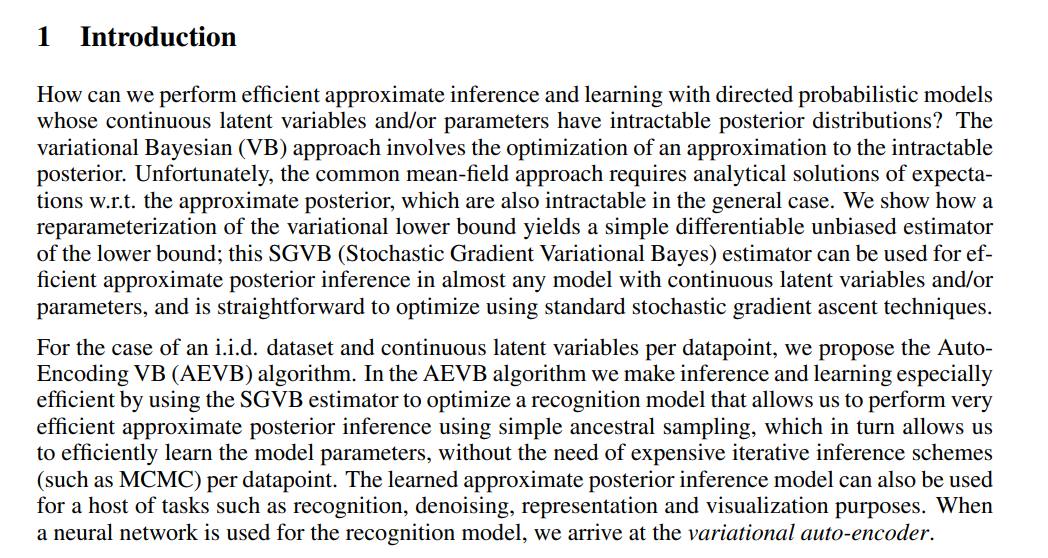 1 Introduction
How can we perform efficient approximate inference and learning with directed probabilistic models
whose continuous latent variables and/or parameters have intractable posterior distributions? The
variational Bayesian (VB) approach involves the optimization of an approximation to the intractable
posterior. Unfortunately, the common mean-field approach requires analytical solutions of expecta-
tions w.r.t. the approximate posterior, which are also intractable in the general case. We show how a
reparameterization of the variational lower bound yields a simple differentiable unbiased estimator
of the lower bound; this SGVB (Stochastic Gradient Variational Bayes) estimator can be used for ef-
ficient approximate posterior inference in almost any model with continuous latent variables and/or
parameters, and is straightforward to optimize using standard stochastic gradient ascent techniques.
For the case of an i.i.d. dataset and continuous latent variables per datapoint, we propose the Auto-
Encoding VB (AEVB) algorithm. In the AEVB algorithm we make inference and learning especially
efficient by using the SGVB estimator to optimize a recognition model that allows us to perform very
efficient approximate posterior inference using simple ancestral sampling, which in turn allows us
to efficiently learn the model parameters, without the need of expensive iterative inference schemes
(such as MCMC) per datapoint. The learned approximate posterior inference model can also be used
for a host of tasks such as recognition, denoising, representation and visualization purposes. When
a neural network is used for the recognition model, we arrive at the variational auto-encoder.